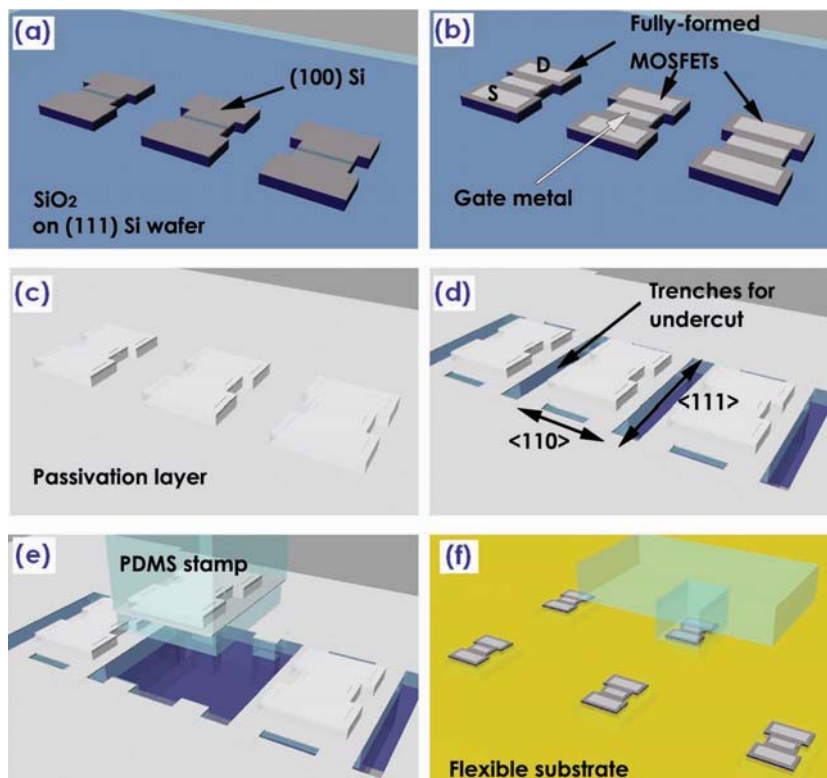 (a)
(100) Si
SiO2
on (111) Si wafer
(b)
Fully-formed
MOSFETs
D
S
Gate metal
(c)
Passivation layer
(d)
Trenches for
undercut
<111>
<110>
(e)
PDMS stamp
(f)
Flexible substrate